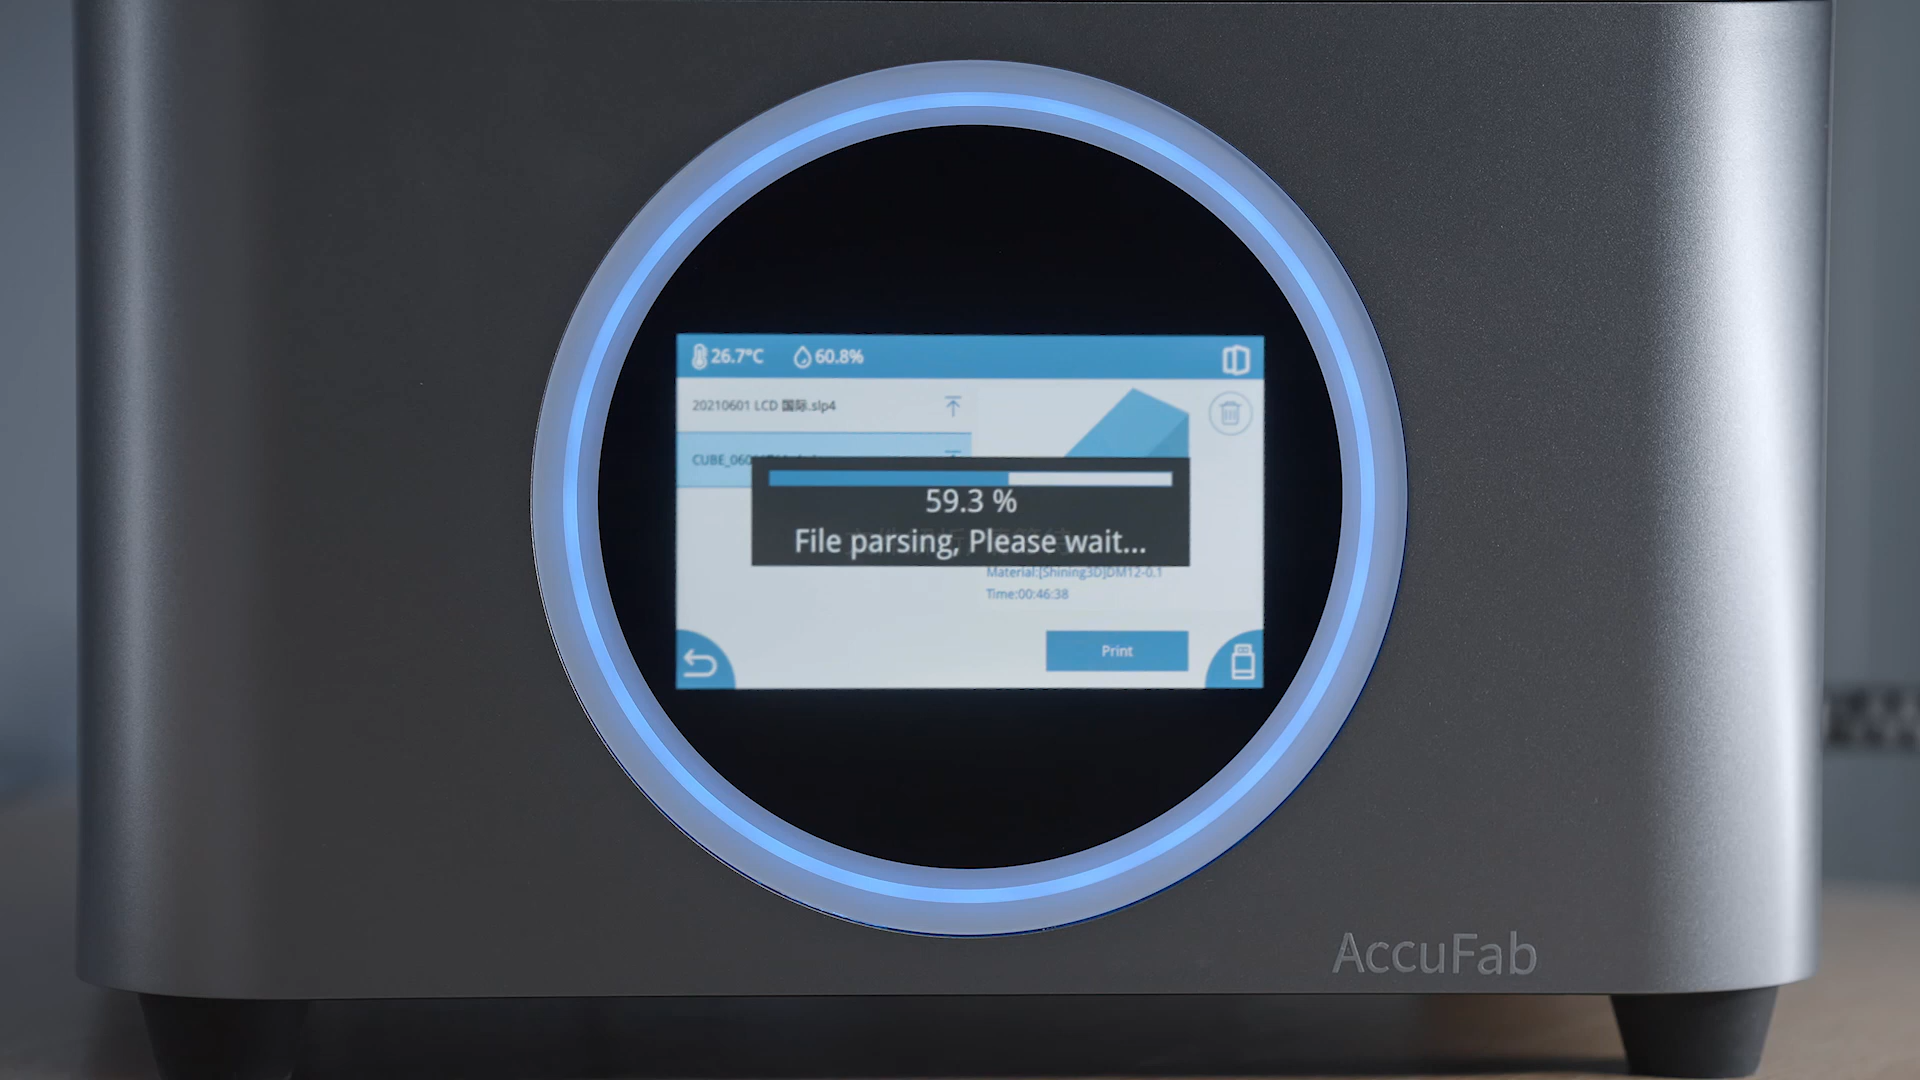 26.7°C 60.8%
20210601 LCD 国际.slp4
59.3 %
File parsing, Please wait...
Material:[Shining3D]DM12-0.1
Time:00:46:38
Print
AccuFab